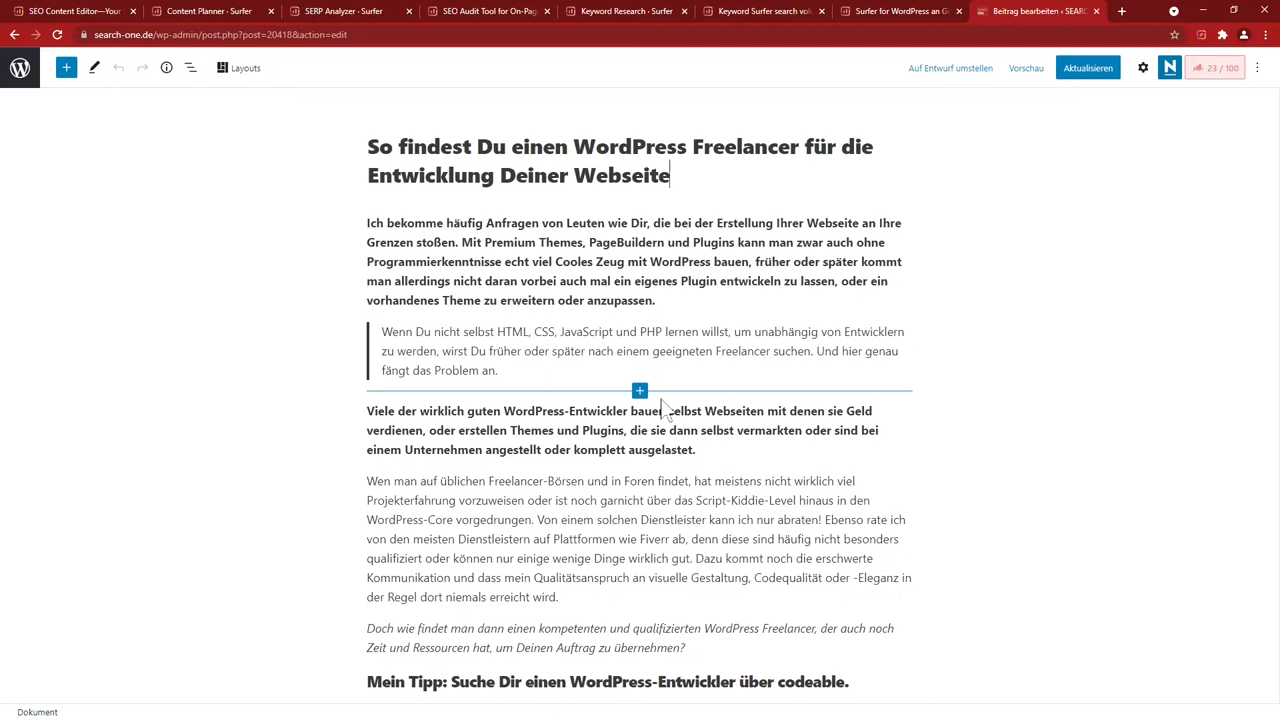 SEO Content Editor—Your
Content Planner - Surfer
SERP Analyzer - Surfer
SEO Audit Tool for On-Pag
Keyword Research - Surfer
Keyword Surfer search vol
Surfer for WordPress an G
Beitrag bearbeiten ‹ SEAR
search-one.de/wp-admin/post.php?post=20418&action=edit
Layouts
Auf Entwurf umstellen
Vorschau
Aktualisieren
N
23 / 100
So findest Du einen WordPress Freelancer für die
Entwicklung Deiner Webseite
Ich bekomme häufig Anfragen von Leuten wie Dir, die bei der Erstellung Ihrer Webseite an Ihre
Grenzen stoßen. Mit Premium Themes, PageBuildern und Plugins kann man zwar auch ohne
Programmierkenntnisse echt viel Cooles Zeug mit WordPress bauen, früher oder später kommt
man allerdings nicht daran vorbei auch mal ein eigenes Plugin entwickeln zu lassen, oder ein
vorhandenes Theme zu erweitern oder anzupassen.
Wenn Du nicht selbst HTML, CSS, JavaScript und PHP lernen willst, um unabhängig von Entwicklern
zu werden, wirst Du früher oder später nach einem geeigneten Freelancer suchen. Und hier genau
fängt das Problem an.
Viele der wirklich guten WordPress-Entwickler bauen selbst Webseiten mit denen sie Geld
verdienen, oder erstellen Themes und Plugins, die sie dann selbst vermarkten oder sind bei
einem Unternehmen angestellt oder komplett ausgelastet.
Wen man auf üblichen Freelancer-Börsen und in Foren findet, hat meistens nicht wirklich viel
Projekterfahrung vorzuweisen oder ist noch garnicht über das Script-Kiddie-Level hinaus in den
WordPress-Core vorgedrungen. Von einem solchen Dienstleister kann ich nur abraten! Ebenso rate ich
von den meisten Dienstleistern auf Plattformen wie Fiverr ab, denn diese sind häufig nicht besonders
qualifiziert oder können nur einige wenige Dinge wirklich gut. Dazu kommt noch die erschwerte
Kommunikation und dass mein Qualitätsanspruch an visuelle Gestaltung, Codequalität oder -Eleganz in
der Regel dort niemals erreicht wird.
Doch wie findet man dann einen kompetenten und qualifizierten WordPress Freelancer, der auch noch
Zeit und Ressourcen hat, um Deinen Auftrag zu übernehmen?
Mein Tipp: Suche Dir einen WordPress-Entwickler über codeable.
Dokument